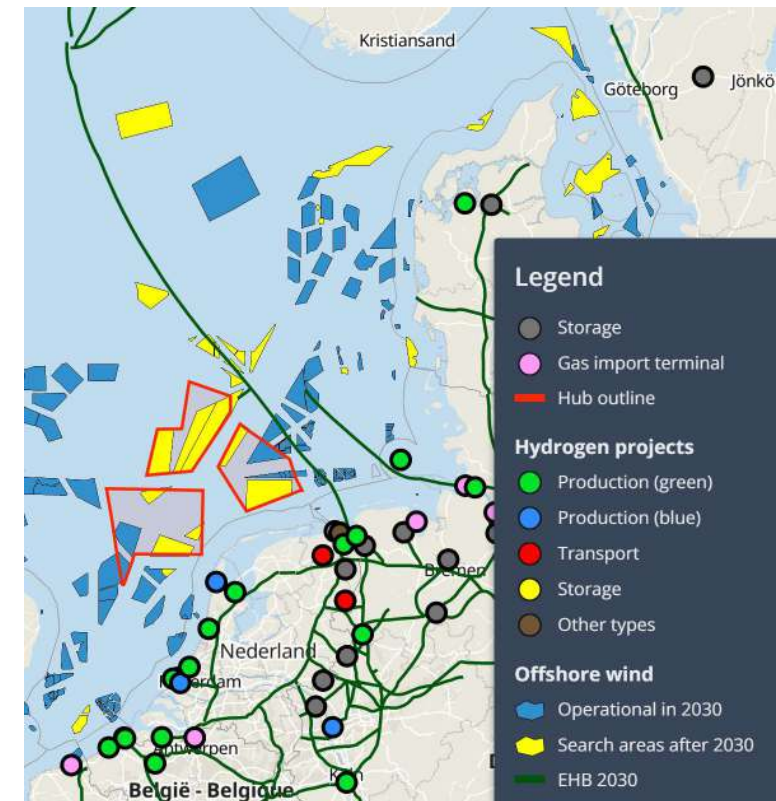 Kristiansand
Göteborg
Jönkö
Legend
Storage
Gas import terminal
Hub outline
Hydrogen projects
Production (green)
Production (blue)
Transport
Storage
Other types
Offshore wind
Operational in 2030
Search areas after 2030
EHB 2030
Bremen
Nederland
Antwerpen
België - Belgique